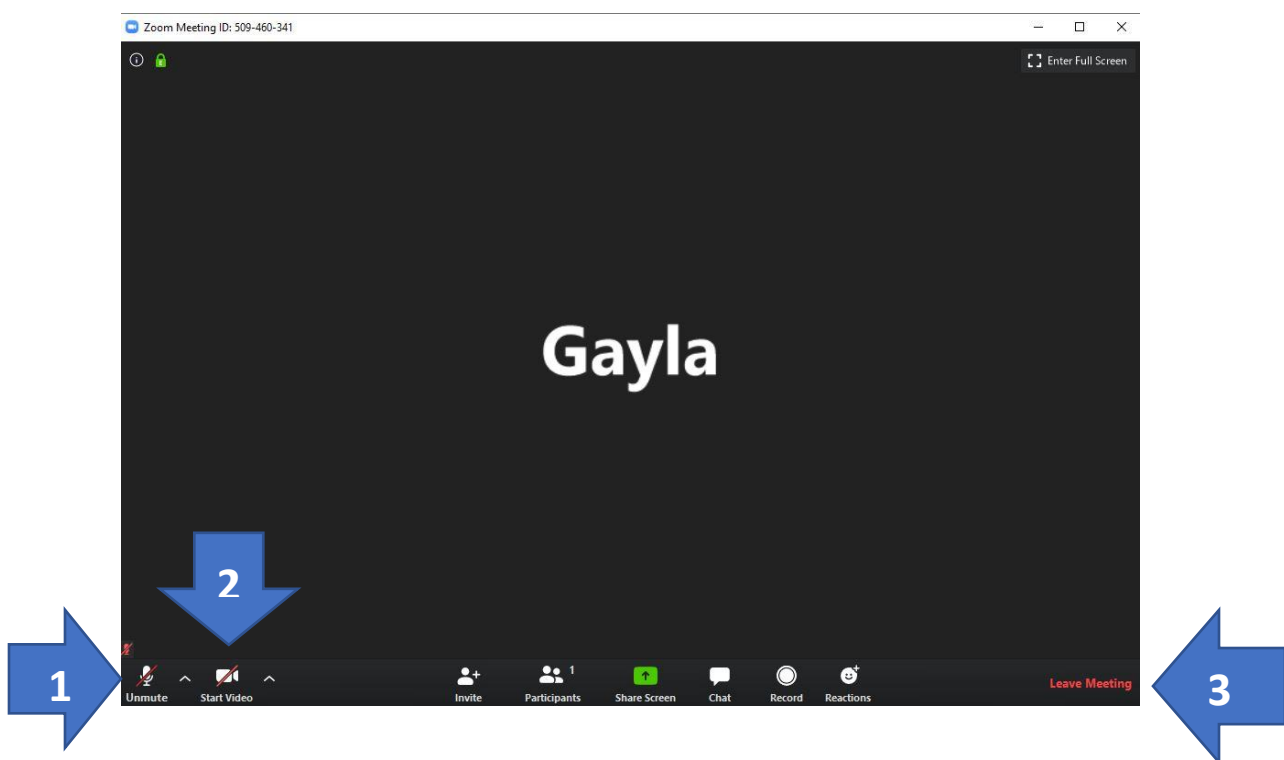 Zoom Meeting ID: 509-460-341
Enter Full Screen
Gayla
2
1
Unmute
Start Video
Invite
Participants 1
Share Screen
Chat
Record
Reactions
Leave Meeting
3